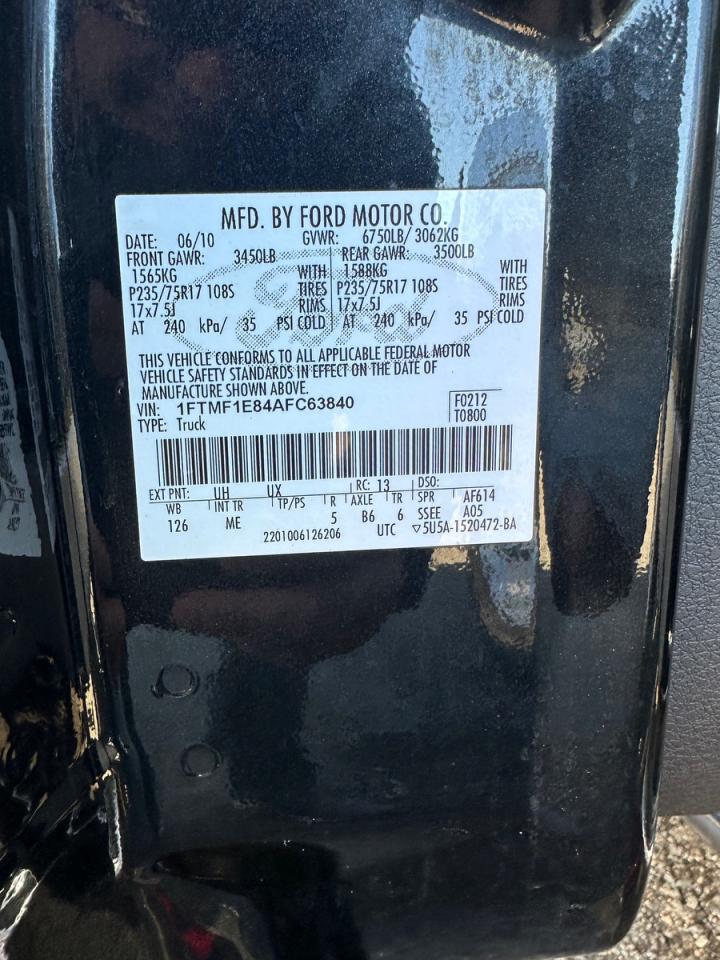 MFD. BY FORD MOTOR CO.
DATE: 06/10 GVWR: 6750LB/ 3062KG
FRONT GAWR: 3450LB REAR GAWR: 3500LB
1565KG WITH 1588KG WITH
P235/75R17 108S TIRES P235/75R17 108S TIRES
17x7.5J RIMS 17x7.5J RIMS
AT 240 kPa/ 35 PSI COLD AT 240 kPa/ 35 PSI COLD
Ford
THIS VEHICLE CONFORMS TO ALL APPLICABLE FEDERAL MOTOR
VEHICLE SAFETY STANDARDS IN EFFECT ON THE DATE OF
MANUFACTURE SHOWN ABOVE.
VIN: 1FTMF1E84AFC63840 F0212
TYPE: Truck T0800
EXT PNT: UH UX RC: 13 DSO:
WB INT TR TP/PS R AXLE TR SPR AF614
126 ME 5 B6 6 SSEE A05
2201006126206 UTC ▽5U5A-1520472-BA